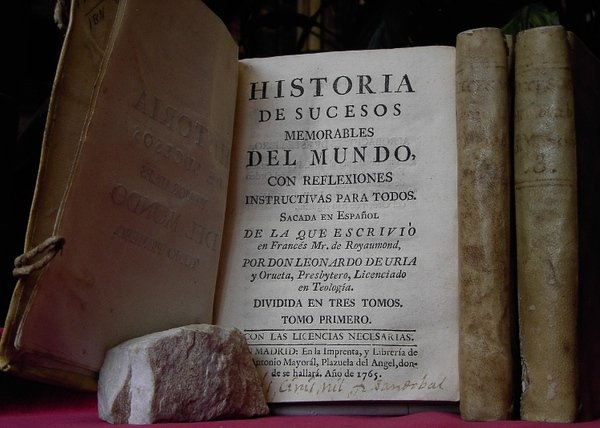 HISTORIA
DE SUCESOS
MEMORABLES
DEL MUNDO,
CON REFLEXIONES
INSTRUCTIVAS PARA TODOS.
SACADA EN ESPAÑOL
DE LA QUE ESCRIVIÒ
en Francés Mr. de Royaumond,
POR DON LEONARDO DE URIA
y Orueta, Presbytero, Licenciado
en Teología.
DIVIDIDA EN TRES TOMOS.
TOMO PRIMERO.
CON LAS LICENCIAS NECESARIAS.
EN MADRID: En la Imprenta, y Librería de
Antonio Mayorál, Plazuela del Angel, don-
de se hallará. Año de 1765.